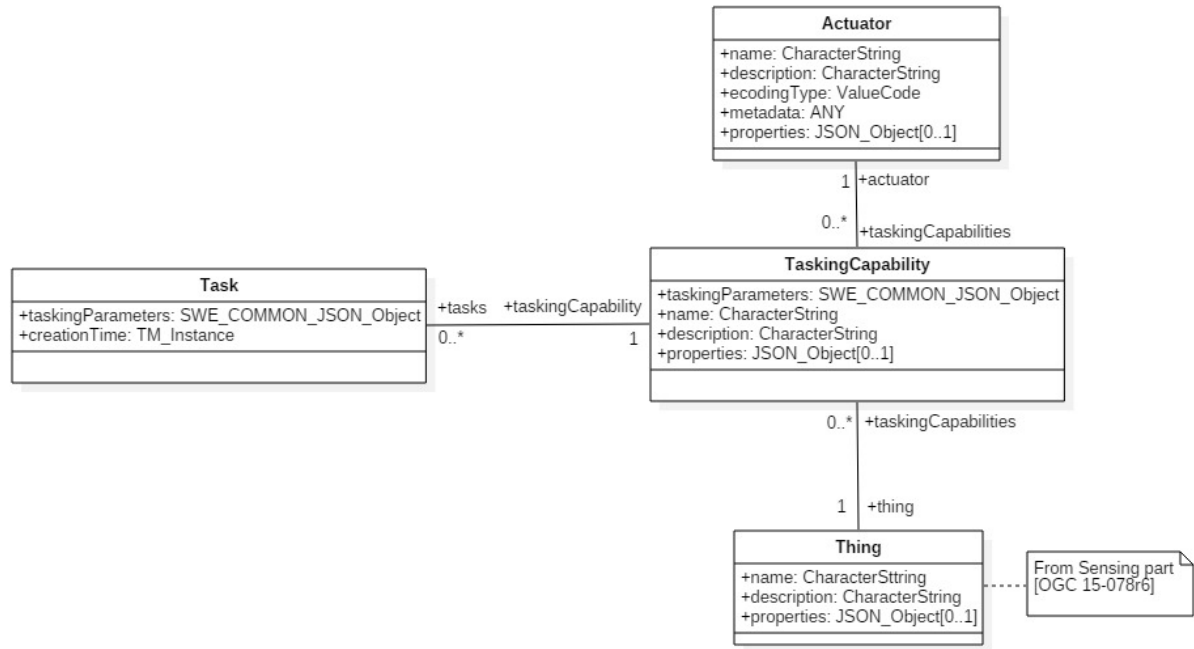 Actuator
+name: CharacterString
+description: CharacterString
+ecodingType: ValueCode
+metadata: ANY
+properties: JSON_Object[0..1]
1
+actuator
0..*
+taskingCapabilities
TaskingCapability
+taskingParameters: SWE_COMMON_JSON_Object
+name: CharacterString
+description: CharacterString
+properties: JSON_Object[0..1]
Task
+taskingParameters: SWE_COMMON_JSON_Object
+creationTime: TM_Instance
+tasks
+taskingCapability
0..*
1
0..*
+taskingCapabilities
1
+thing
Thing
+name: CharacterSttring
+description: CharacterString
+properties: JSON_Object[0..1]
From Sensing part
[OGC 15-078r6]